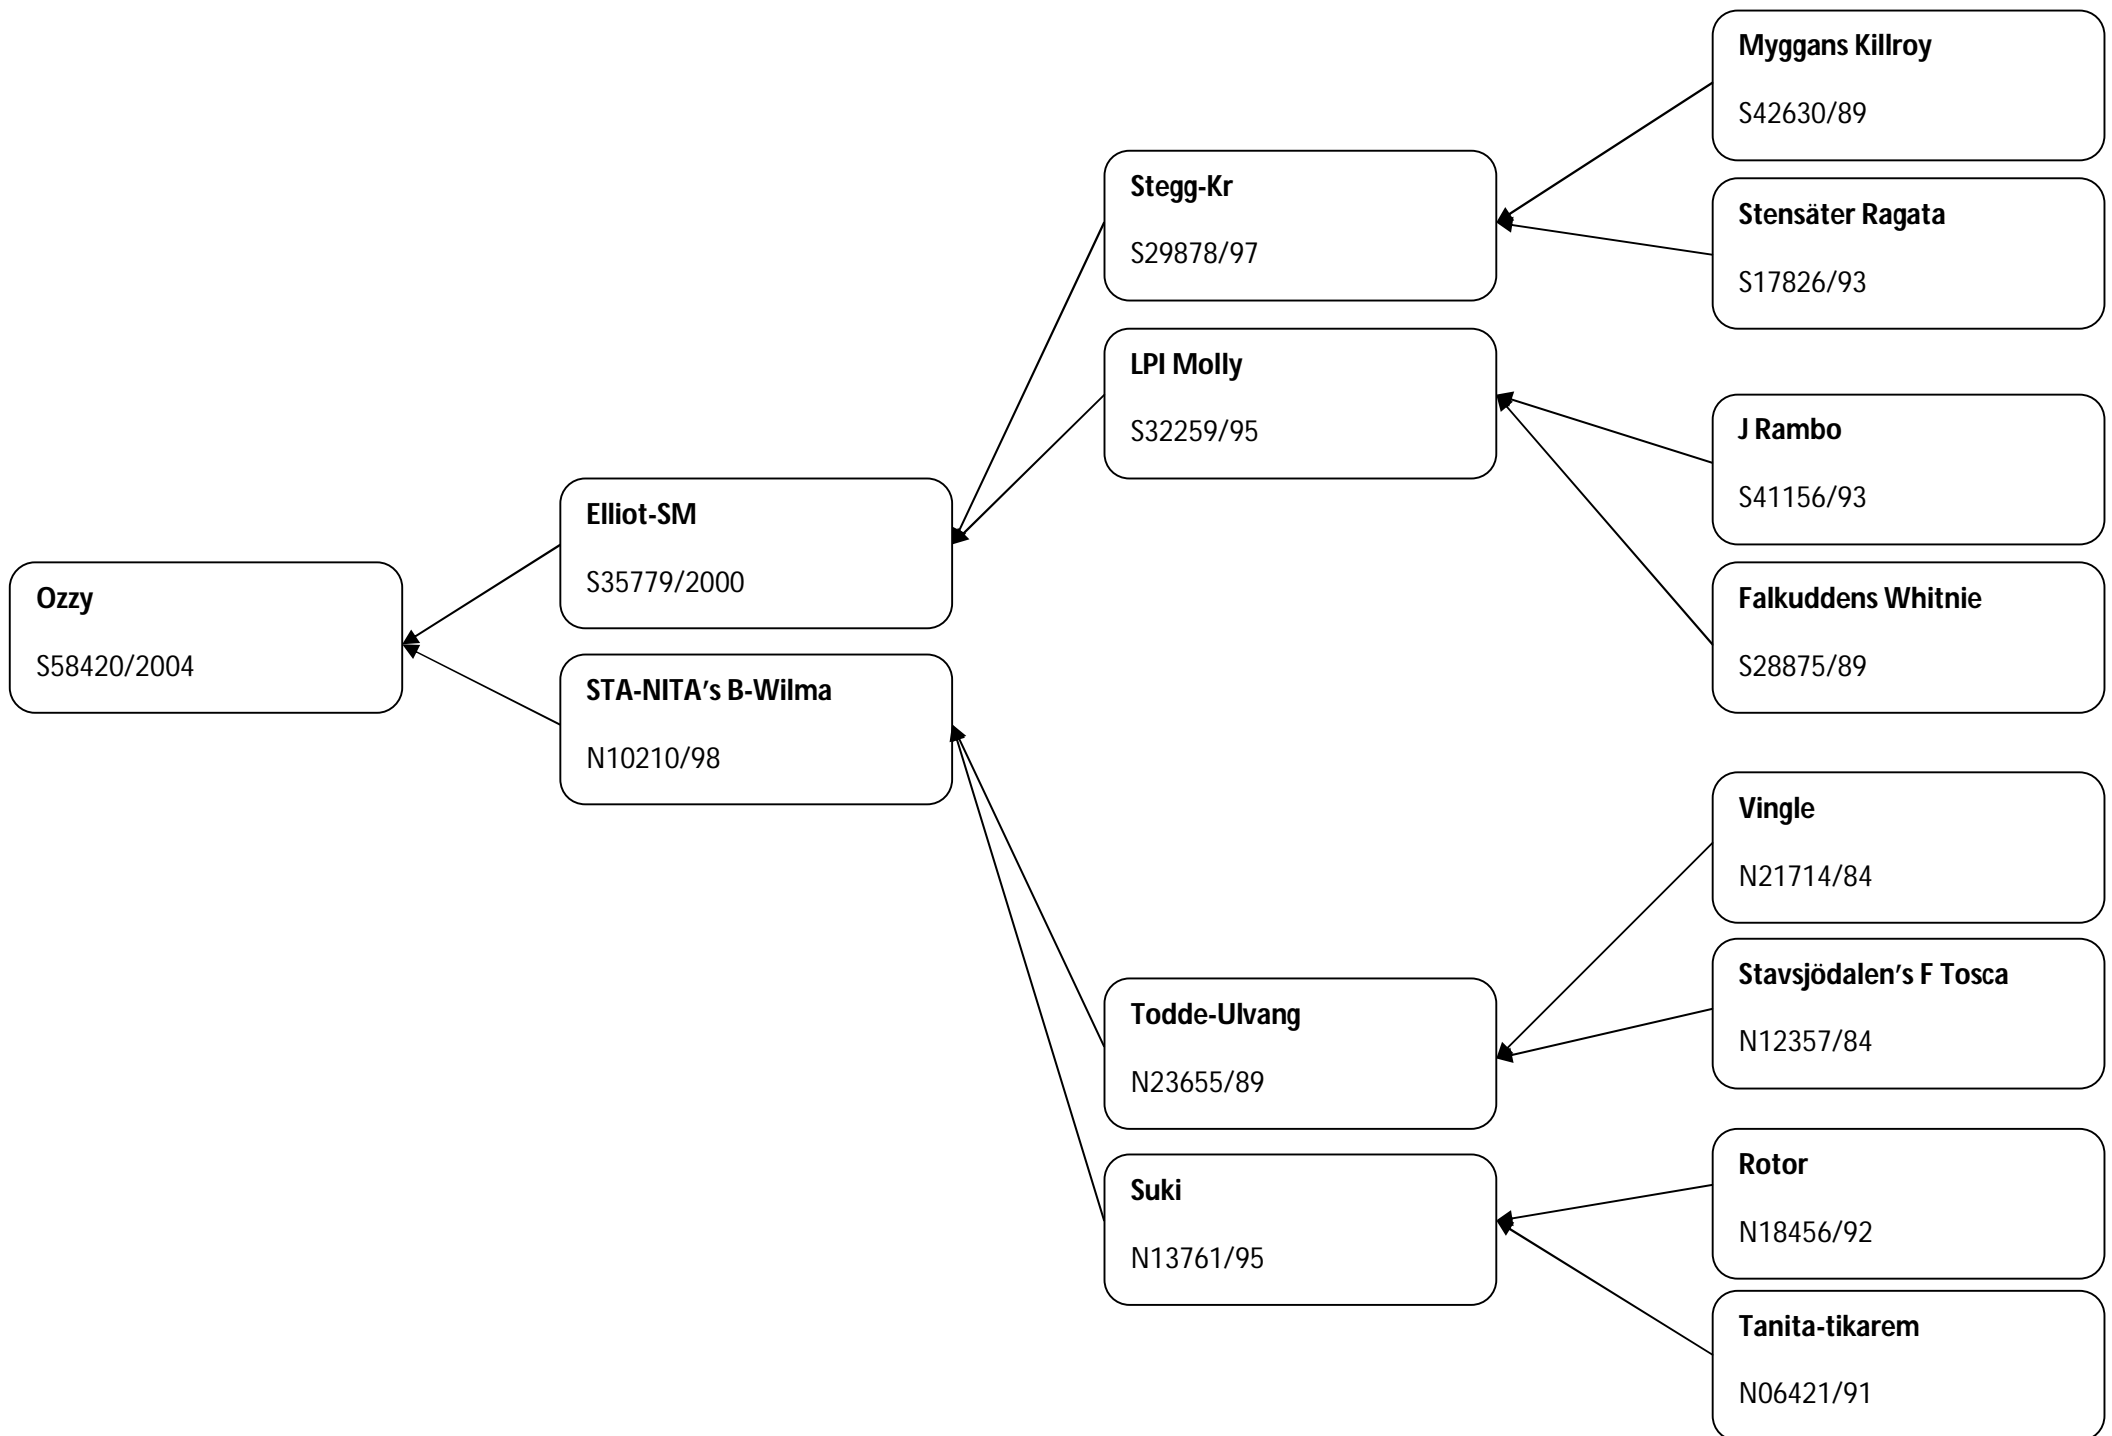 Ozzy
S58420/2004
Elliot-SM
S35779/2000
STA-NITA's B-Wilma
N10210/98
Stegg-Kr
S29878/97
LPI Molly
S32259/95
Todde-Ulvang
N23655/89
Suki
N13761/95
Myggans Killroy
S42630/89
Stensäter Ragata
S17826/93
J Rambo
S41156/93
Falkuddens Whitnie
S28875/89
Vingle
N21714/84
Stavsjödalen's F Tosca
N12357/84
Rotor
N18456/92
Tanita-tikarem
N06421/91